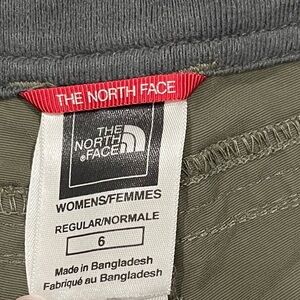 THE NORTH FACE
THE
NORTH
FACE
WOMENS/FEMMES
REGULAR/NORMALE
6
Made in Bangladesh
Fabriqué au Bangladesh